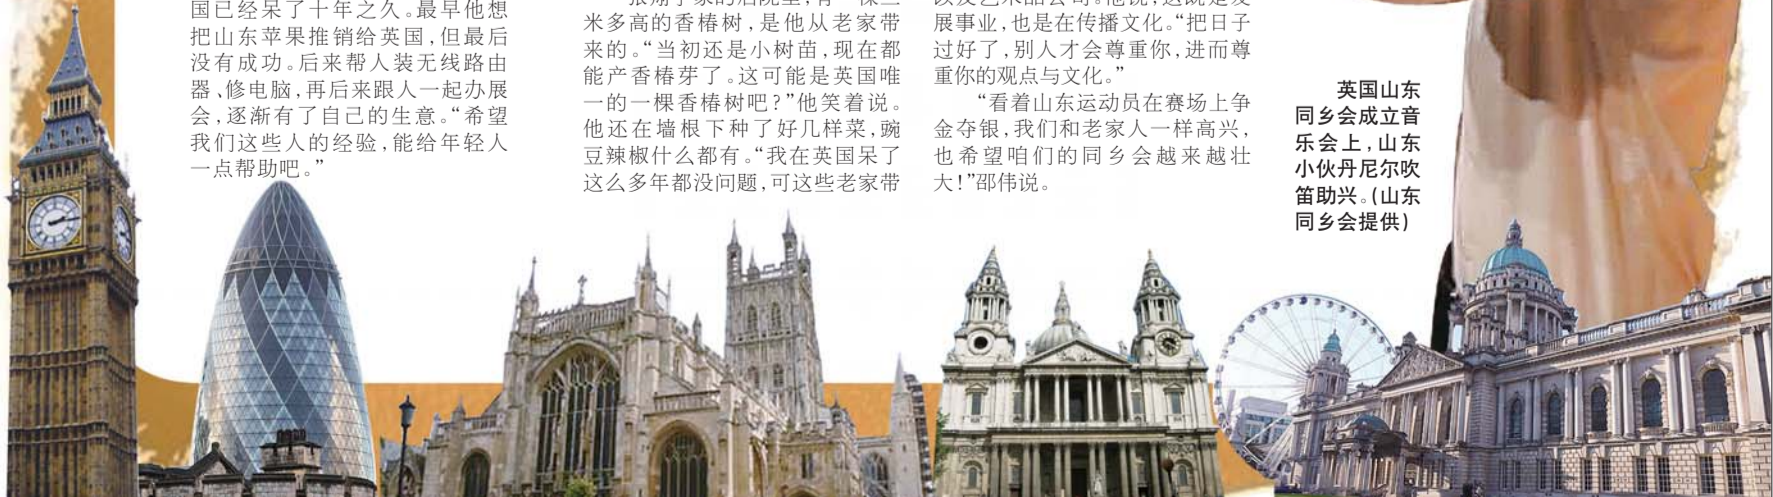 国已经呆了十年之久。最早他想
把山东苹果推销给英国,但最后
没有成功。后来帮人装无线路由
器、修电脑,再后来跟人一起办展
会,逐渐有了自己的生意。“希望
我们这些人的经验,能给年轻人
一点帮助吧。”
米多高的香椿树,是他从老家带
来的。“当初还是小树苗,现在都
能产香椿芽了。这可能是英国唯
一的一棵香椿树吧?”他笑着说。
他还在墙根下种了好几样菜,豌
豆辣椒什么都有。“我在英国呆了
这么多年都没问题,可这些老家带
展事业,也是在传播文化。“把日子
过好了,别人才会尊重你,进而尊
重你的观点与文化。”
“看着山东运动员在赛场上争
金夺银,我们和老家人一样高兴,
也希望咱们的同乡会越来越壮
大!”邵伟说。
英国山东
同乡会成立音
乐会上,山东
小伙丹尼尔吹
笛助兴。(山东
同乡会提供)